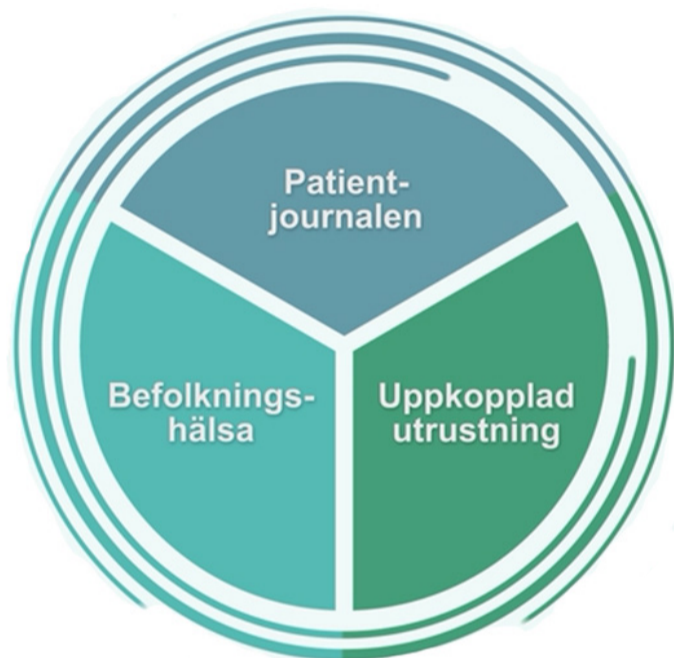 Patient-
journalen
Befolknings-
hälsa
Uppkopplad
utrustning